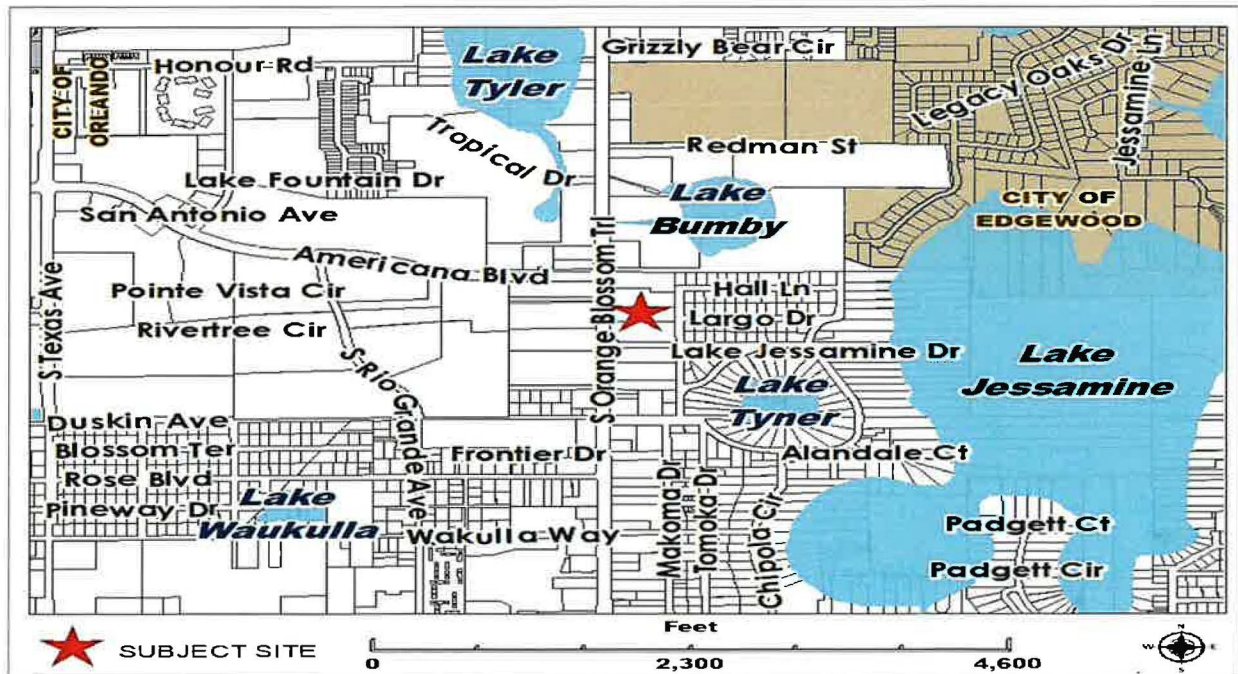 Lake
Tyler
Grizzly Bear Cir
Honour Rd
CITY OF
ORLANDO
Legacy Oaks Dr
Jessamine Ln
Tropical Dr
Redman St
Lake Fountain Dr
Lake
Bumby
CITY OF
EDGEWOOD
San Antonio Ave
Americana Blvd
S Orange Blossom Trl
Hall Ln
Pointe Vista Cir
S Texas Ave
Largo Dr
Rivertree Cir
Lake Jessamine Dr
Lake
Jessamine
S Rio Grande Ave
Lake
Tyner
Duskin Ave
Blossom Ter
Frontier Dr
Alandale Ct
Rose Blvd
Lake
Waukulla
Pineway Dr
Makoma Dr
Tomoka Dr
Chipola Cir
Padgett Ct
Wakulla Way
Padgett Cir
SUBJECT SITE
Feet
0
2,300
4,600
N
W
E
S